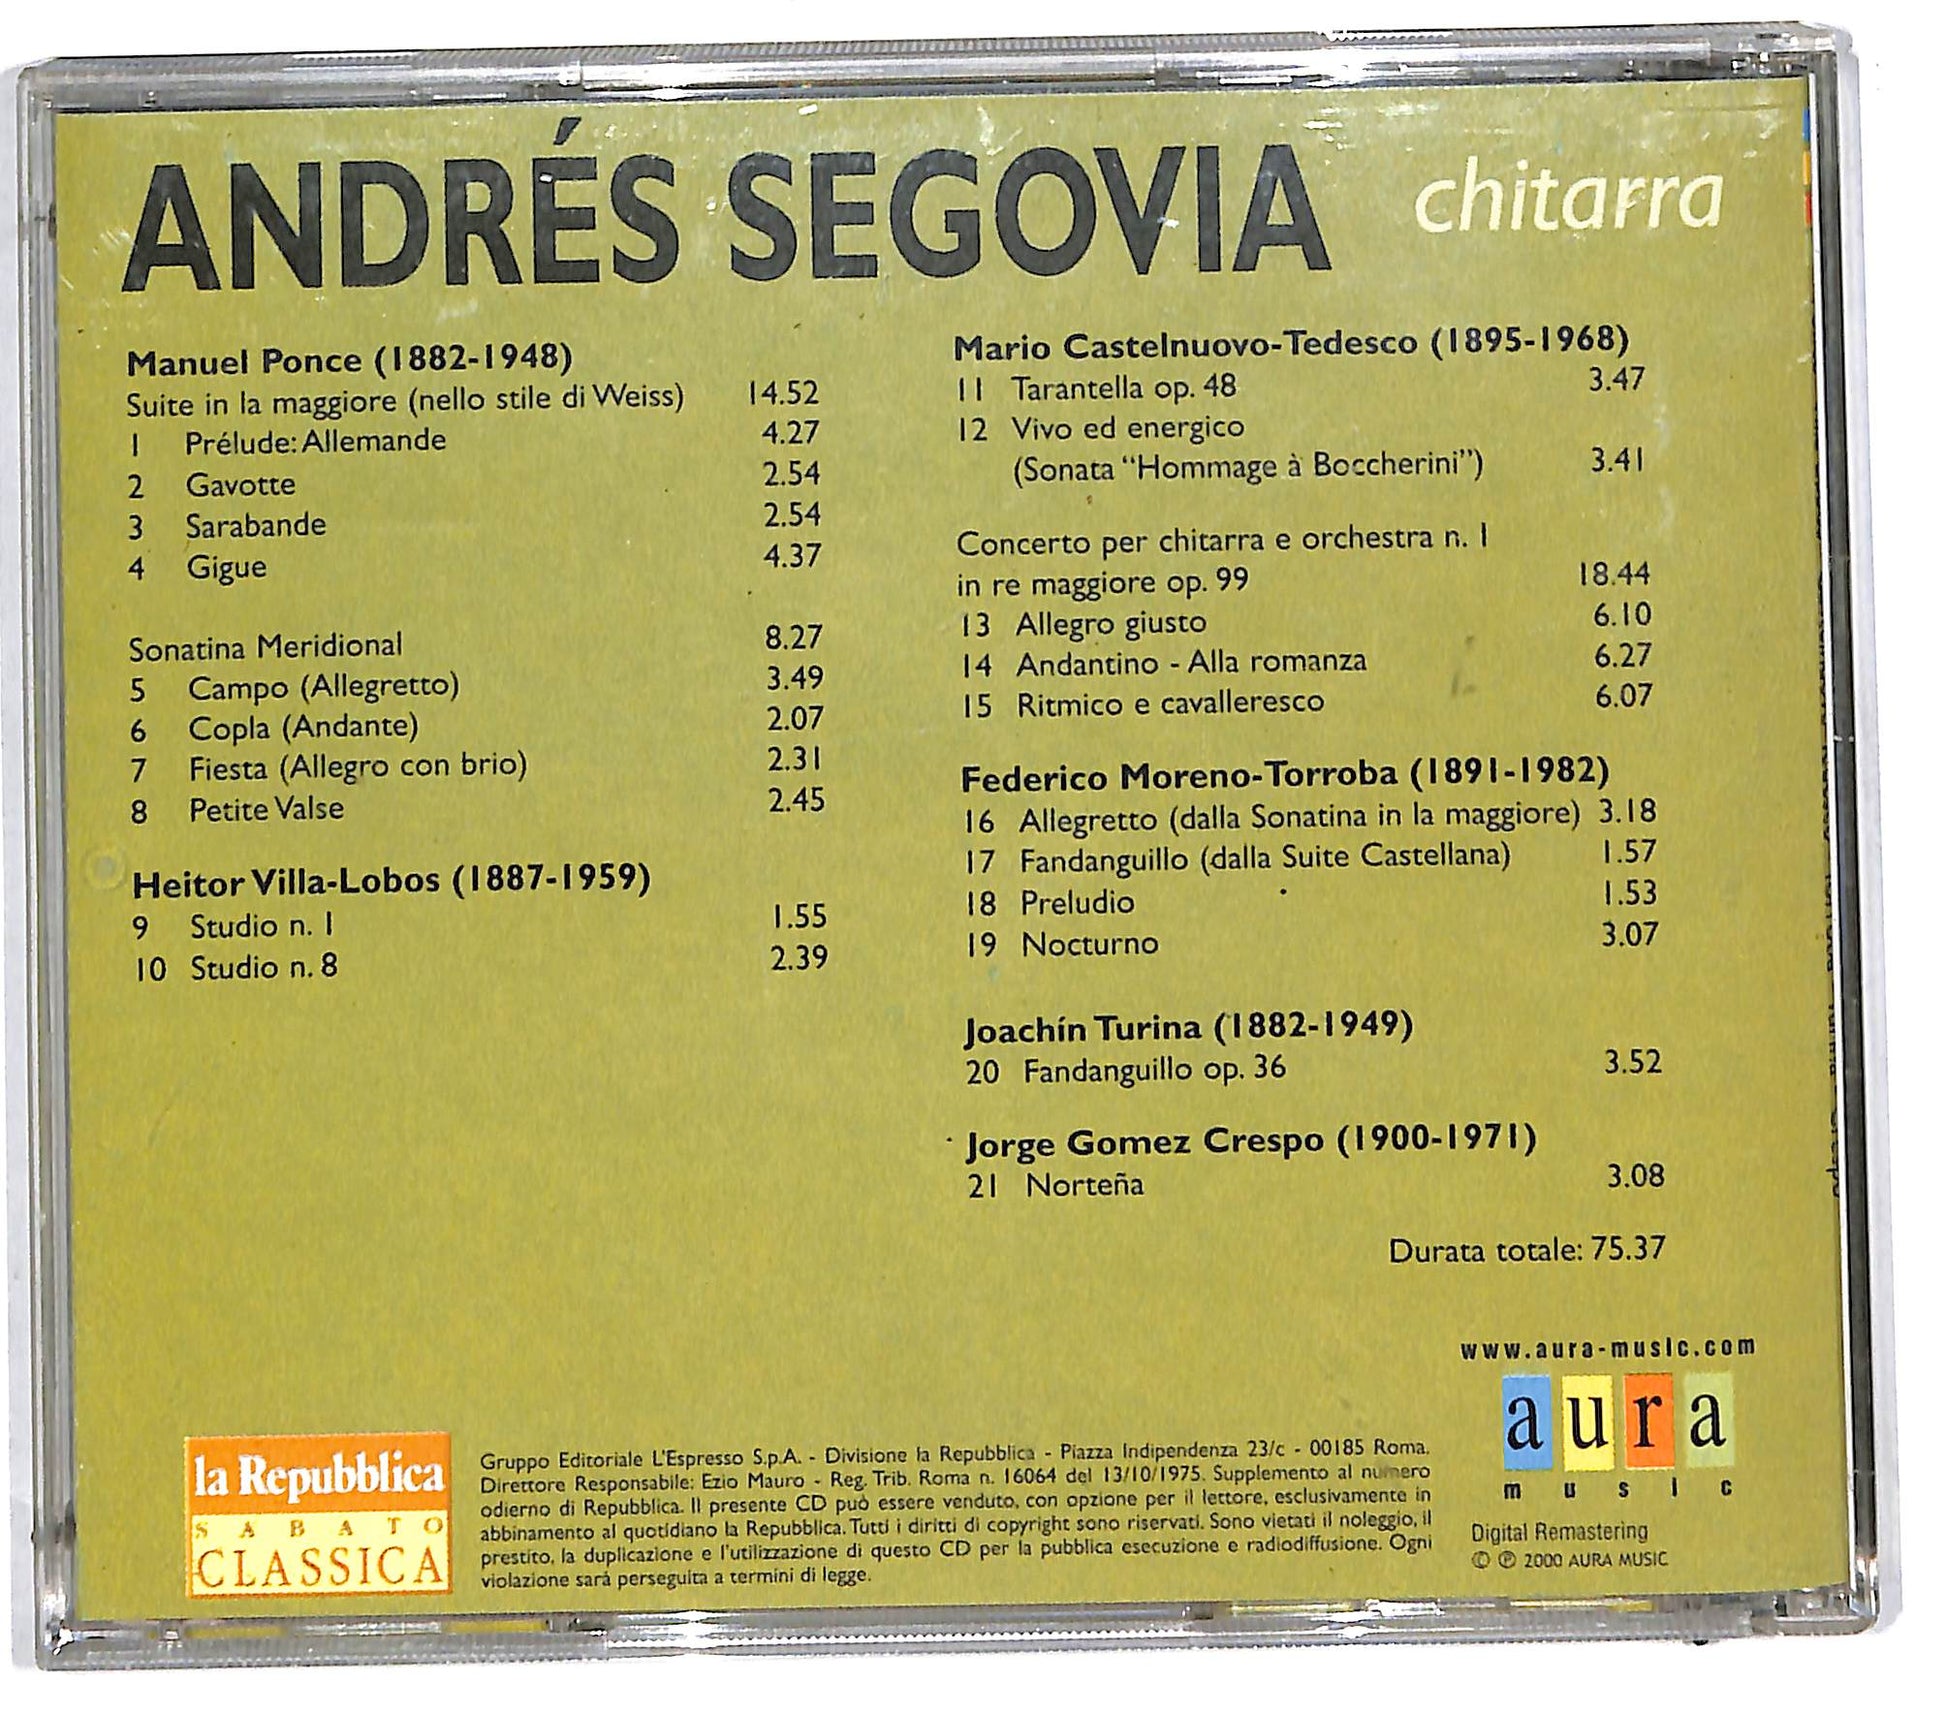 ANDRÉS SEGOVIA chitarra
Manuel Ponce (1882-1948)
Suite in la maggiore (nello stile di Weiss) 14.52
1 Prélude: Allemande 4.27
2 Gavotte 2.54
3 Sarabande 2.54
4 Gigue 4.37
Sonatina Meridional 8.27
5 Campo (Allegretto) 3.49
6 Copla (Andante) 2.07
7 Fiesta (Allegro con brio) 2.31
8 Petite Valse 2.45
Heitor Villa-Lobos (1887-1959)
9 Studio n. 1 1.55
10 Studio n. 8 2.39
Mario Castelnuovo-Tedesco (1895-1968)
11 Tarantella op. 48 3.47
12 Vivo ed energico
(Sonata “Hommage à Boccherini”) 3.41
Concerto per chitarra e orchestra n. 1
in re maggiore op. 99 18.44
13 Allegro giusto 6.10
14 Andantino - Alla romanza 6.27
15 Ritmico e cavalleresco 6.07
Federico Moreno-Torroba (1891-1982)
16 Allegretto (dalla Sonatina in la maggiore) 3.18
17 Fandanguillo (dalla Suite Castellana) 1.57
18 Preludio 1.53
19 Nocturno 3.07
Joachín Turina (1882-1949)
20 Fandanguillo op. 36 3.52
Jorge Gomez Crespo (1900-1971)
21 Norteña 3.08
Durata totale: 75.37
www.aura-music.com
aura
music
Digital Remastering
© ℗ 2000 AURA MUSIC
la Repubblica
SABATO
CLASSICA
Gruppo Editoriale L'Espresso S.p.A. - Divisione la Repubblica - Piazza Indipendenza 23/c - 00185 Roma.
Direttore Responsabile: Ezio Mauro - Reg. Trib. Roma n. 16064 del 13/10/1975. Supplemento al numero
odierno di Repubblica. Il presente CD può essere venduto, con opzione per il lettore, esclusivamente in
abbinamento al quotidiano la Repubblica. Tutti i diritti di copyright sono riservati. Sono vietati il noleggio, il
prestito, la duplicazione e l'utilizzazione di questo CD per la pubblica esecuzione e radiodiffusione. Ogni
violazione sarà perseguita a termini di legge.